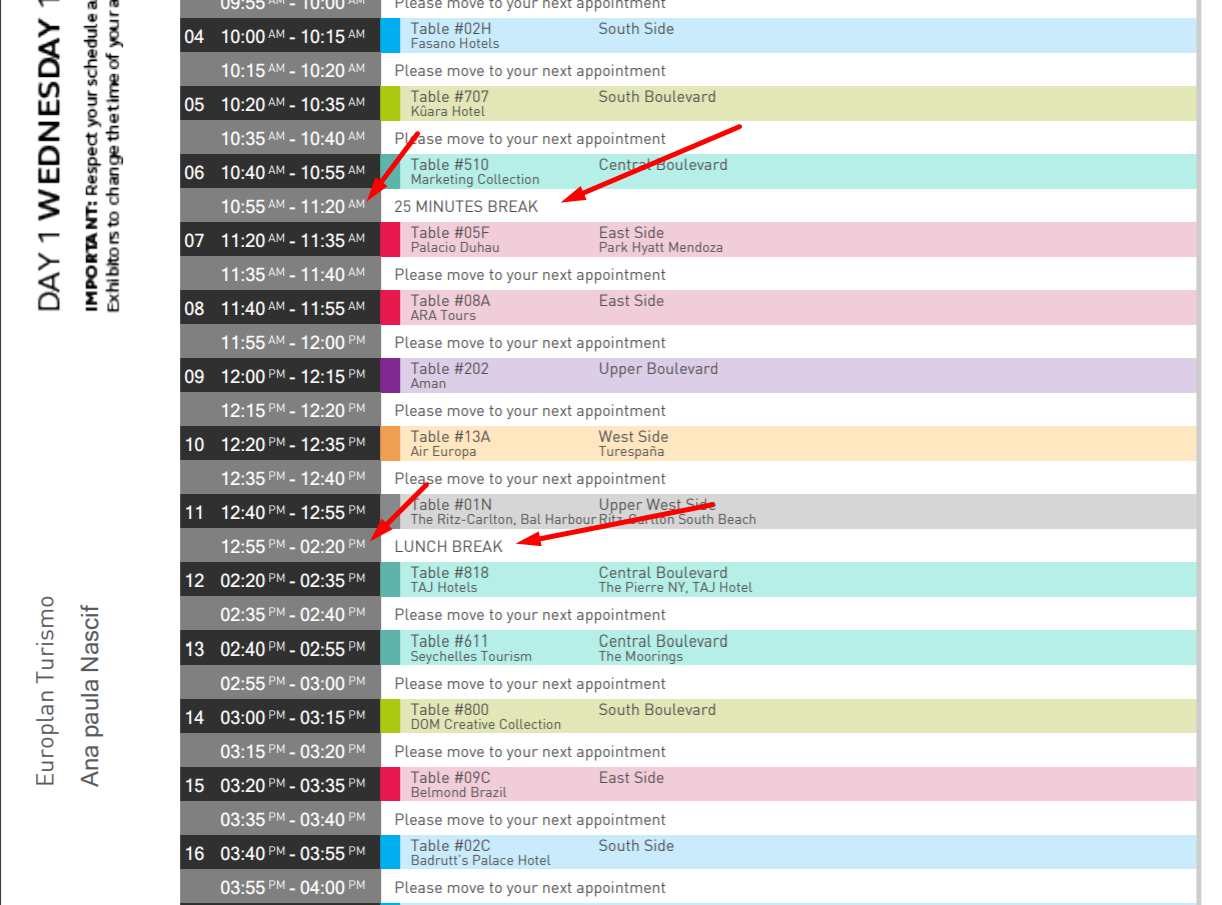 DAY 1 WEDNESDAY 1
IMPORTANT: Respect your schedule a
Exhibitors to change the time of your a
Europlan Turismo
Ana paula Nascif
09:55 AM - 10:00 AM Please move to your next appointment
04 10:00 AM - 10:15 AM Table #02H South Side
Fasano Hotels
10:15 AM - 10:20 AM Please move to your next appointment
05 10:20 AM - 10:35 AM Table #707 South Boulevard
Kûara Hotel
10:35 AM - 10:40 AM Please move to your next appointment
06 10:40 AM - 10:55 AM Table #510 Central Boulevard
Marketing Collection
10:55 AM - 11:20 AM 25 MINUTES BREAK
07 11:20 AM - 11:35 AM Table #05F East Side
Palacio Duhau Park Hyatt Mendoza
11:35 AM - 11:40 AM Please move to your next appointment
08 11:40 AM - 11:55 AM Table #08A East Side
ARA Tours
11:55 AM - 12:00 PM Please move to your next appointment
09 12:00 PM - 12:15 PM Table #202 Upper Boulevard
Aman
12:15 PM - 12:20 PM Please move to your next appointment
10 12:20 PM - 12:35 PM Table #13A West Side
Air Europa Turespaña
12:35 PM - 12:40 PM Please move to your next appointment
11 12:40 PM - 12:55 PM Table #01N Upper West Side
The Ritz-Carlton, Bal Harbour Ritz-Carlton South Beach
12:55 PM - 02:20 PM LUNCH BREAK
12 02:20 PM - 02:35 PM Table #818 Central Boulevard
TAJ Hotels The Pierre NY, TAJ Hotel
02:35 PM - 02:40 PM Please move to your next appointment
13 02:40 PM - 02:55 PM Table #611 Central Boulevard
Seychelles Tourism The Moorings
02:55 PM - 03:00 PM Please move to your next appointment
14 03:00 PM - 03:15 PM Table #800 South Boulevard
DOM Creative Collection
03:15 PM - 03:20 PM Please move to your next appointment
15 03:20 PM - 03:35 PM Table #09C East Side
Belmond Brazil
03:35 PM - 03:40 PM Please move to your next appointment
16 03:40 PM - 03:55 PM Table #02C South Side
Badrutt's Palace Hotel
03:55 PM - 04:00 PM Please move to your next appointment